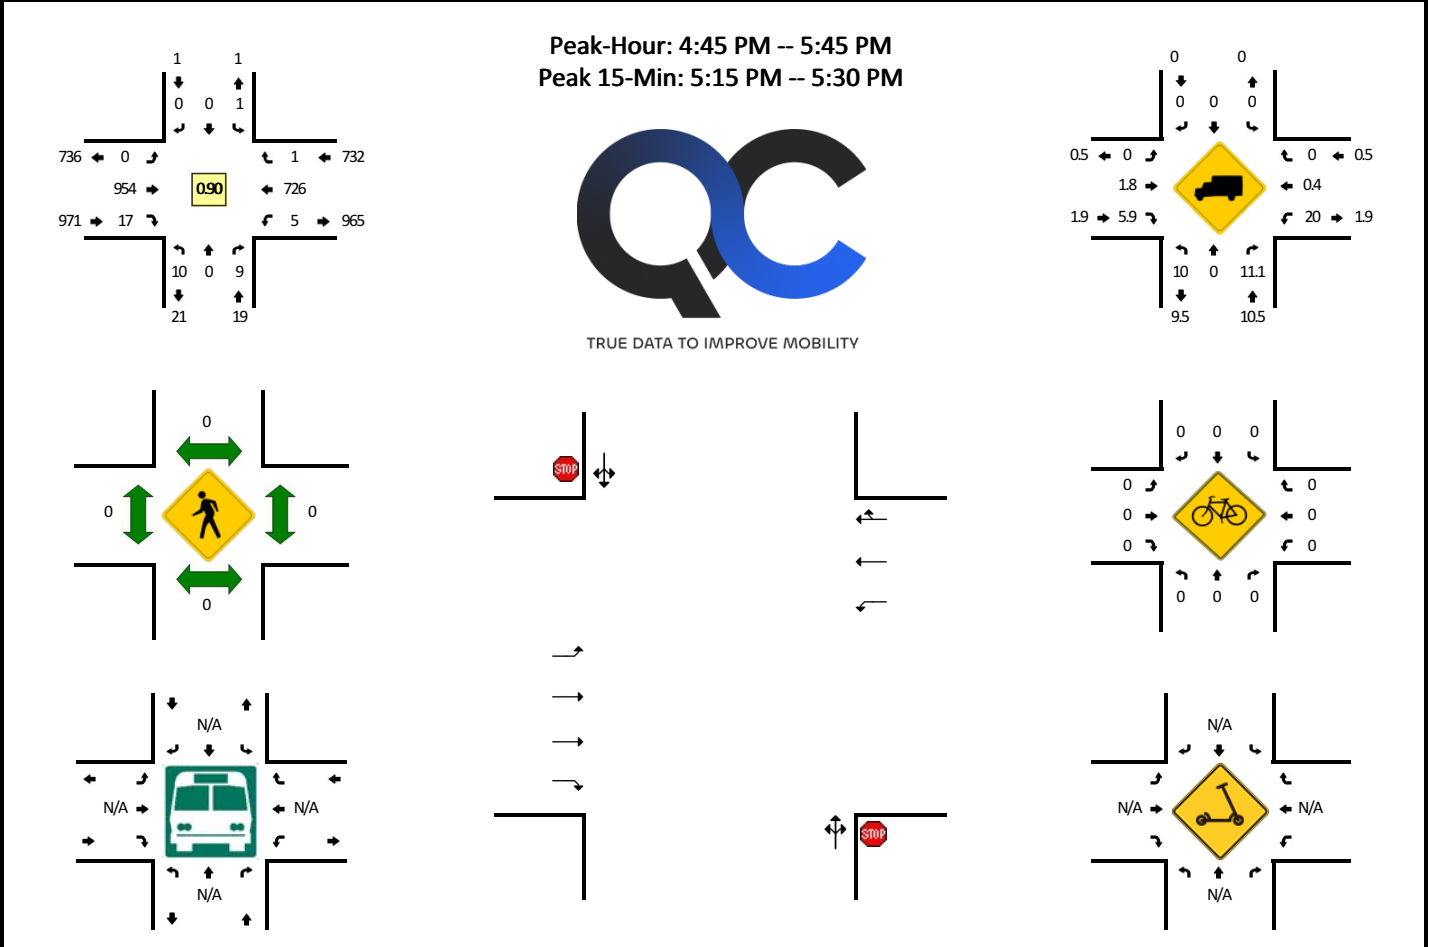 Peak-Hour: 4:45 PM -- 5:45 PM
Peak 15-Min: 5:15 PM -- 5:30 PM
1 1
0 0 1
736 0 1 732
954 0.90 726
971 17 5 965
10 0 9
21 19
QC
TRUE DATA TO IMPROVE MOBILITY
0 0
0 0 0
0.5 0 0 0.5
1.8 0.4
1.9 5.9 20 1.9
10 0 11.1
9.5 10.5
0
0 0
0
STOP
STOP
0 0 0
0 0
0 0
0 0
0 0 0
N/A
N/A N/A
N/A
N/A
N/A N/A
N/A